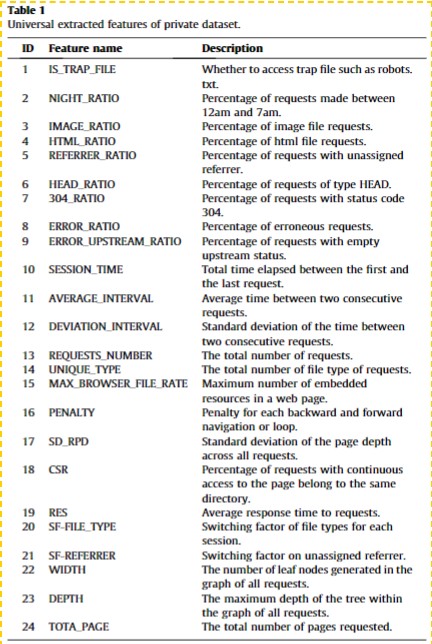 Table 1
Universal extracted features of private dataset.
ID Feature name Description
1 IS_TRAP_FILE Whether to access trap file such as robots.
txt.
2 NIGHT_RATIO Percentage of requests made between
12am and 7am.
3 IMAGE_RATIO Percentage of image file requests.
4 HTML_RATIO Percentage of html file requests.
5 REFERRER_RATIO Percentage of requests with unassigned
referrer.
6 HEAD_RATIO Percentage of requests of type HEAD.
7 304_RATIO Percentage of requests with status code
304.
8 ERROR_RATIO Percentage of erroneous requests.
9 ERROR_UPSTREAM_RATIO Percentage of requests with empty
upstream status.
10 SESSION_TIME Total time elapsed between the first and
the last request.
11 AVERAGE_INTERVAL Average time between two consecutive
requests.
12 DEVIATION_INTERVAL Standard deviation of the time between
two consecutive requests.
13 REQUESTS_NUMBER The total number of requests.
14 UNIQUE_TYPE The total number of file type of requests.
15 MAX_BROWSER_FILE_RATE Maximum number of embedded
resources in a web page.
16 PENALTY Penalty for each backward and forward
navigation or loop.
17 SD_RPD Standard deviation of the page depth
across all requests.
18 CSR Percentage of requests with continuous
access to the page belong to the same
directory.
19 RES Average response time to requests.
20 SF-FILE_TYPE Switching factor of file types for each
session.
21 SF-REFERRER Switching factor on unassigned referrer.
22 WIDTH The number of leaf nodes generated in the
graph of all requests.
23 DEPTH The maximum depth of the tree within
the graph of all requests.
24 TOTA_PAGE The total number of pages requested.